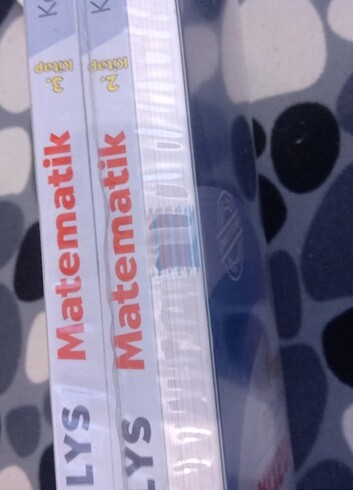 LYS Matematik
3. Kitap
LYS Matematik
2. Kitap